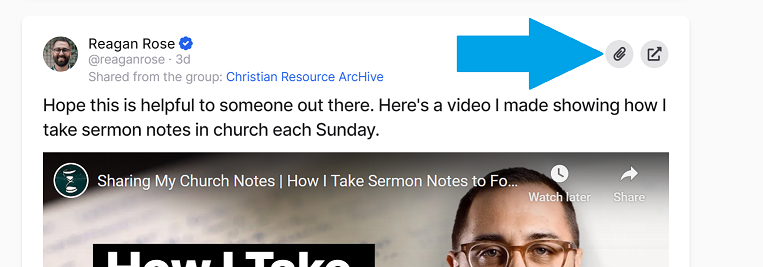 Reagan Rose
@reaganrose · 3d
Shared from the group: Christian Resource ArcHive
Hope this is helpful to someone out there. Here's a video I made showing how I
take sermon notes in church each Sunday.
Sharing My Church Notes | How I Take Sermon Notes to Fo...
Watch later
Share
How I Take